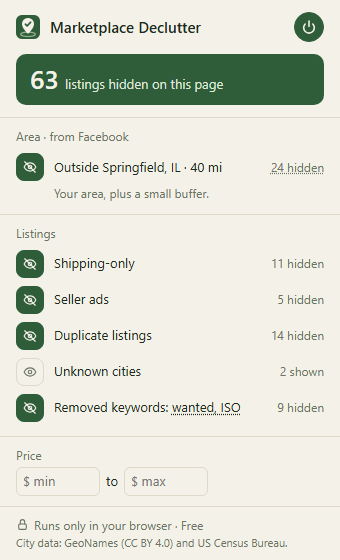 Marketplace Declutter
63 listings hidden on this page
Area · from Facebook
Outside Springfield, IL · 40 mi 24 hidden
Your area, plus a small buffer.
Listings
Shipping-only 11 hidden
Seller ads 5 hidden
Duplicate listings 14 hidden
Unknown cities 2 shown
Removed keywords: wanted, ISO 9 hidden
Price
$ min to $ max
Runs only in your browser · Free
City data: GeoNames (CC BY 4.0) and US Census Bureau.